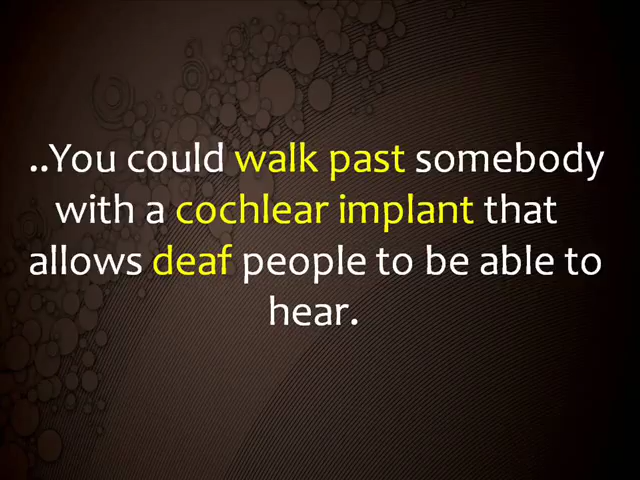 ..You could walk past somebody
with a cochlear implant that
allows deaf people to be able to
hear.